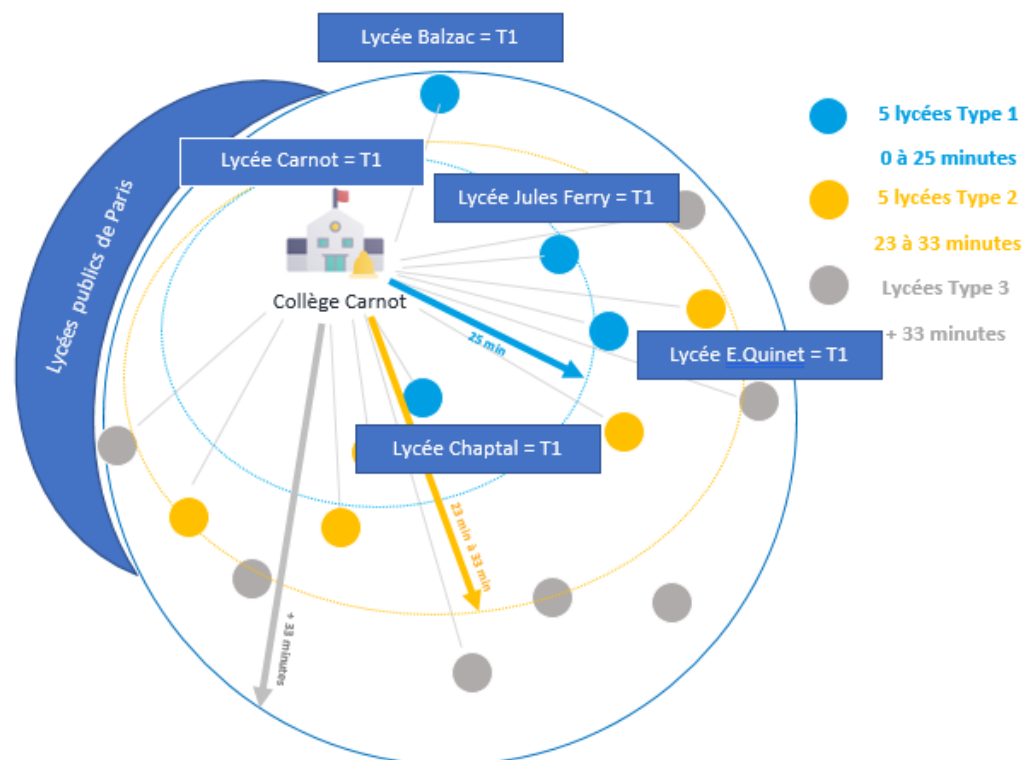 Lycée Balzac = T1
Lycée Carnot = T1
Lycée Jules Ferry = T1
Lycées publics de Paris
Collège Carnot
25 min
Lycée E.Quinet = T1
Lycée Chaptal = T1
23 min à 33 min
+ 33 minutes
5 lycées Type 1
0 à 25 minutes
5 lycées Type 2
23 à 33 minutes
Lycées Type 3
+ 33 minutes